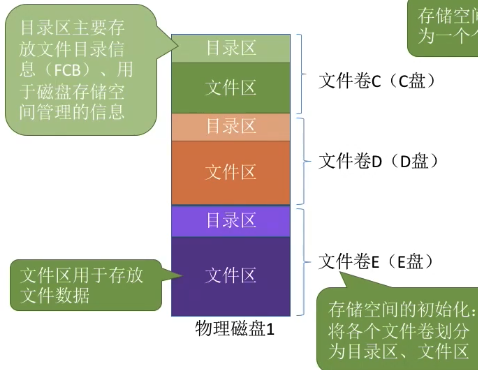 目录区主要存
放文件目录信
息（FCB）、用
于磁盘存储空
间管理的信息
存储空间
为一个个
目录区
文件区
文件卷C（C盘）
目录区
文件区
文件卷D（D盘）
目录区
文件区
文件卷E（E盘）
文件区用于存放
文件数据
物理磁盘1
存储空间的初始化：
将各个文件卷划分
为目录区、文件区